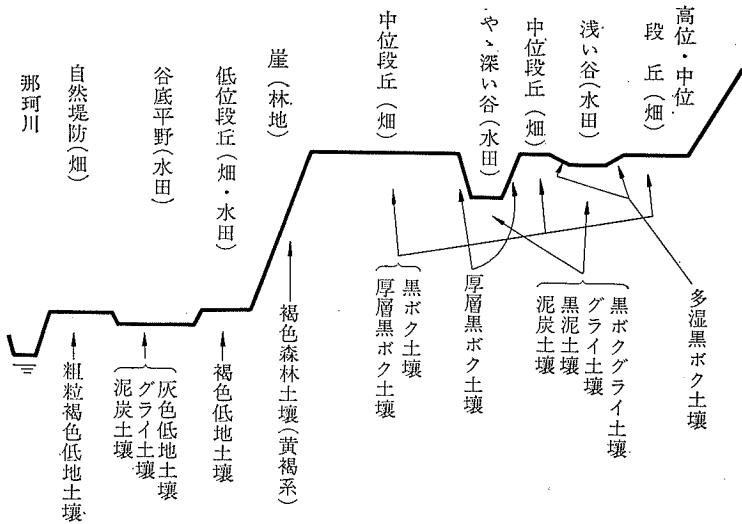 高位・中位
段丘(畑)
浅い谷(水田)
中位段丘(畑)
やゝ深い谷(水田)
中位段丘(畑)
崖(林地)
低位段丘(畑・水田)
谷底平野(水田)
自然堤防(畑)
那珂川
多湿黒ボク土壌
黒ボクグライ土壌
グライ土壌
黒泥土壌
泥炭土壌
厚層黒ボク土壌
黒ボク土壌
厚層黒ボク土壌
褐色森林土壌(黄褐系)
褐色低地土壌
灰色低地土壌
グライ土壌
泥炭土壌
粗粒褐色低地土壌